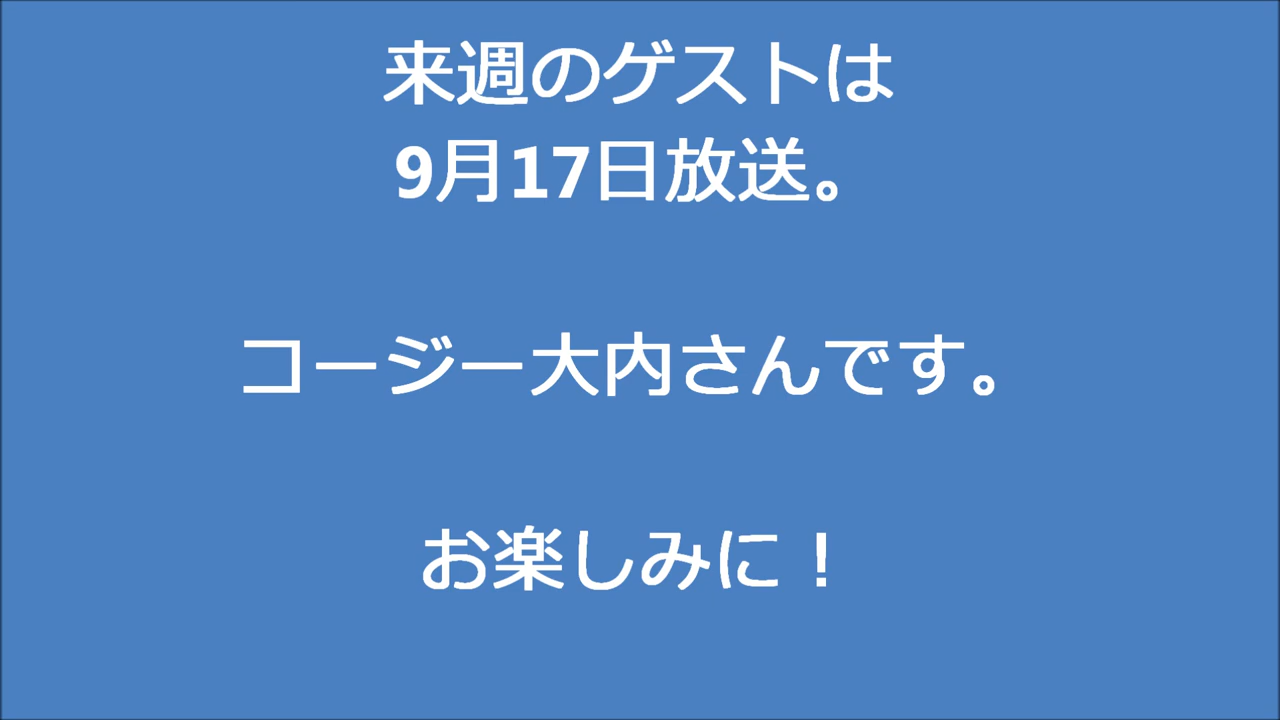 来週のゲストは
9月17日放送。
コージー大内さんです。
お楽しみに！